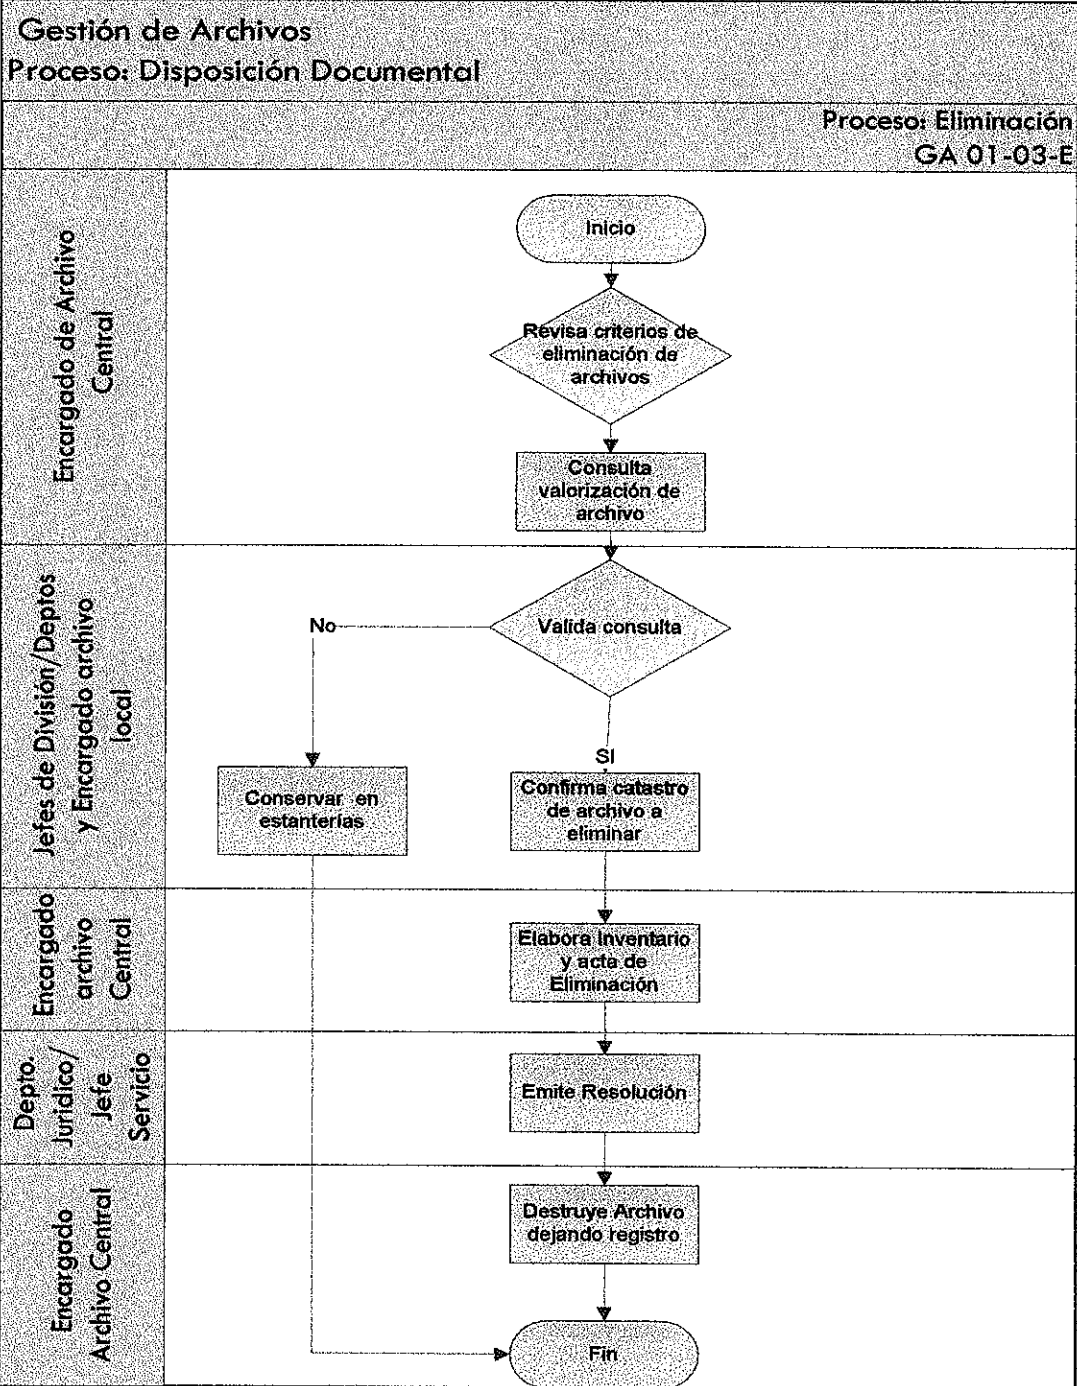 Gestión de Archivos
Proceso: Disposición Documental
Proceso: Eliminación
GA 01-03-E
Encargado de Archivo
Central
Inicio
Revisa criterios de
eliminación de
archivos
Consulta
valorización de
archivo
Jefes de División/Deptos
y Encargado archivo
local
Valida consulta
No
SI
Conservar en
estanterías
Confirma catastro
de archivo a
eliminar
Encargado
archivo
Central
Elabora Inventario
y acta de
Eliminación
Depto.
Jurídico/
Jefe
Servicio
Emite Resolución
Encargado
Archivo Central
Destruye Archivo
dejando registro
Fin